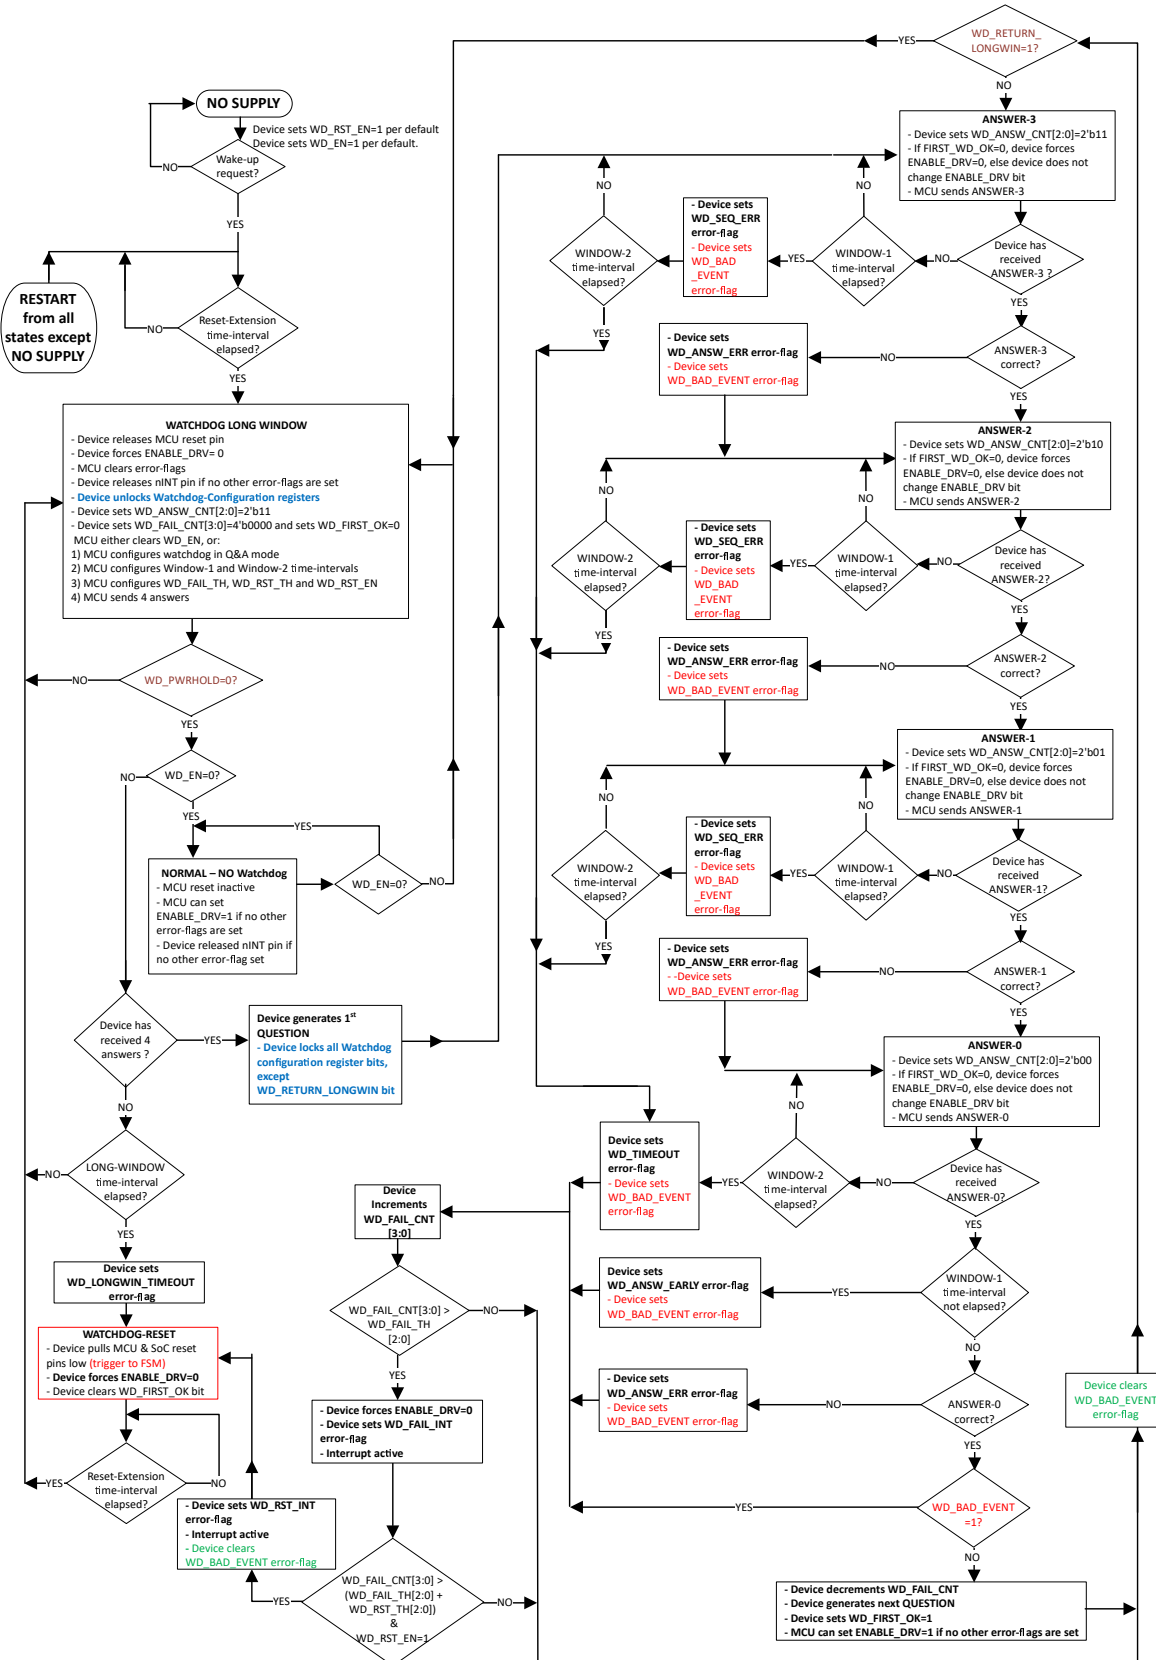 WD_RETURN_
LONGWIN=1?
YES
NO
NO SUPPLY
Device sets WD_RST_EN=1 per default
Device sets WD_EN=1 per default.
Wake-up
request?
NO
YES
RESTART
from all
states except
NO SUPPLY
Reset-Extension
time-interval
elapsed?
NO
YES
WATCHDOG LONG WINDOW
- Device releases MCU reset pin
- Device forces ENABLE_DRV= 0
- MCU clears error-flags
- Device releases nINT pin if no other error-flags are set
- Device unlocks Watchdog-Configuration registers
- Device sets WD_ANSW_CNT[2:0]=2'b11
- Device sets WD_FAIL_CNT[3:0]=4'b0000 and sets WD_FIRST_OK=0
MCU either clears WD_EN, or:
1) MCU configures watchdog in Q&A mode
2) MCU configures Window-1 and Window-2 time-intervals
3) MCU configures WD_FAIL_TH, WD_RST_TH and WD_RST_EN
4) MCU sends 4 answers
WD_PWRHOLD=0?
NO
YES
WD_EN=0?
NO
YES
YES
NORMAL – NO Watchdog
- MCU reset inactive
- MCU can set
ENABLE_DRV=1 if no other
error-flags are set
- Device released nINT pin if
no other error-flag set
WD_EN=0?
NO
Device has
received 4
answers ?
YES
NO
Device generates 1st
QUESTION
- Device locks all Watchdog
configuration register bits,
except
WD_RETURN_LONGWIN bit
LONG-WINDOW
time-interval
elapsed?
NO
YES
Device sets
WD_LONGWIN_TIMEOUT
error-flag
WATCHDOG-RESET
- Device pulls MCU & SoC reset
pins low (trigger to FSM)
- Device forces ENABLE_DRV=0
- Device clears WD_FIRST_OK bit
Reset-Extension
time-interval
elapsed?
YES
NO
- Device sets WD_RST_INT
error-flag
- Interrupt active
- Device clears
WD_BAD_EVENT error-flag
ANSWER-3
- Device sets WD_ANSW_CNT[2:0]=2'b11
- If FIRST_WD_OK=0, device forces
ENABLE_DRV=0, else device does not
change ENABLE_DRV bit
- MCU sends ANSWER-3
Device has
received
ANSWER-3 ?
NO
YES
WINDOW-1
time-interval
elapsed?
NO
YES
- Device sets
WD_SEQ_ERR
error-flag
- Device sets
WD_BAD
_EVENT
error-flag
WINDOW-2
time-interval
elapsed?
NO
YES
ANSWER-3
correct?
NO
YES
- Device sets
WD_ANSW_ERR error-flag
- Device sets
WD_BAD_EVENT error-flag
ANSWER-2
- Device sets WD_ANSW_CNT[2:0]=2'b10
- If FIRST_WD_OK=0, device forces
ENABLE_DRV=0, else device does not
change ENABLE_DRV bit
- MCU sends ANSWER-2
Device has
received
ANSWER-2?
NO
YES
WINDOW-1
time-interval
elapsed?
NO
YES
- Device sets
WD_SEQ_ERR
error-flag
- Device sets
WD_BAD
_EVENT
error-flag
WINDOW-2
time-interval
elapsed?
NO
YES
ANSWER-2
correct?
NO
YES
- Device sets
WD_ANSW_ERR error-flag
- Device sets
WD_BAD_EVENT error-flag
ANSWER-1
- Device sets WD_ANSW_CNT[2:0]=2'b01
- If FIRST_WD_OK=0, device forces
ENABLE_DRV=0, else device does not
change ENABLE_DRV bit
- MCU sends ANSWER-1
Device has
received
ANSWER-1?
NO
YES
WINDOW-1
time-interval
elapsed?
NO
YES
- Device sets
WD_SEQ_ERR
error-flag
- Device sets
WD_BAD
_EVENT
error-flag
WINDOW-2
time-interval
elapsed?
NO
YES
ANSWER-1
correct?
NO
YES
- Device sets
WD_ANSW_ERR error-flag
- -Device sets
WD_BAD_EVENT error-flag
ANSWER-0
- Device sets WD_ANSW_CNT[2:0]=2'b00
- If FIRST_WD_OK=0, device forces
ENABLE_DRV=0, else device does not
change ENABLE_DRV bit
- MCU sends ANSWER-0
Device has
received
ANSWER-0?
NO
YES
WINDOW-2
time-interval
elapsed?
NO
YES
Device sets
WD_TIMEOUT
error-flag
- Device sets
WD_BAD_EVENT
error-flag
WINDOW-1
time-interval
not elapsed?
YES
NO
Device sets
WD_ANSW_EARLY error-flag
- Device sets
WD_BAD_EVENT error-flag
ANSWER-0
correct?
NO
YES
- Device sets
WD_ANSW_ERR error-flag
- Device sets
WD_BAD_EVENT error-flag
WD_BAD_EVENT
=1?
YES
NO
- Device decrements WD_FAIL_CNT
- Device generates next QUESTION
- Device sets WD_FIRST_OK=1
- MCU can set ENABLE_DRV=1 if no other error-flags are set
Device clears
WD_BAD_EVENT
error-flag
Device
Increments
WD_FAIL_CNT
[3:0]
WD_FAIL_CNT[3:0] >
WD_FAIL_TH
[2:0]
NO
YES
- Device forces ENABLE_DRV=0
- Device sets WD_FAIL_INT
error-flag
- Interrupt active
WD_FAIL_CNT[3:0] >
(WD_FAIL_TH[2:0] +
WD_RST_TH[2:0])
&
WD_RST_EN=1
YES
NO